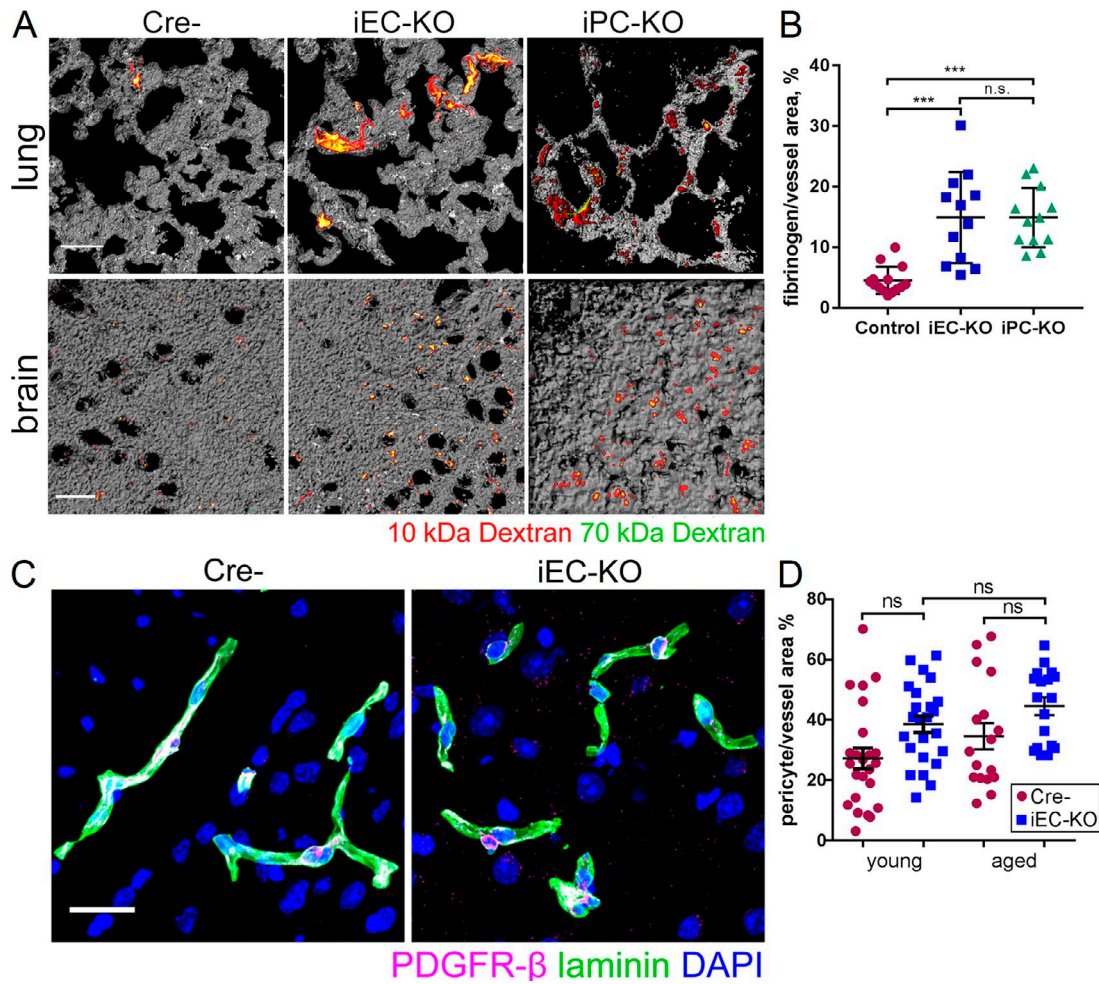 A
Cre-
iEC-KO
iPC-KO
lung
brain
10 kDa Dextran 70 kDa Dextran
B
fibrinogen/vessel area, %
40
30
20
10
0
***
***
n.s.
Control iEC-KO iPC-KO
C
Cre-
iEC-KO
PDGFR-β laminin DAPI
D
pericyte/vessel area %
80
60
40
20
0
ns
ns
ns
Cre-
iEC-KO
young aged